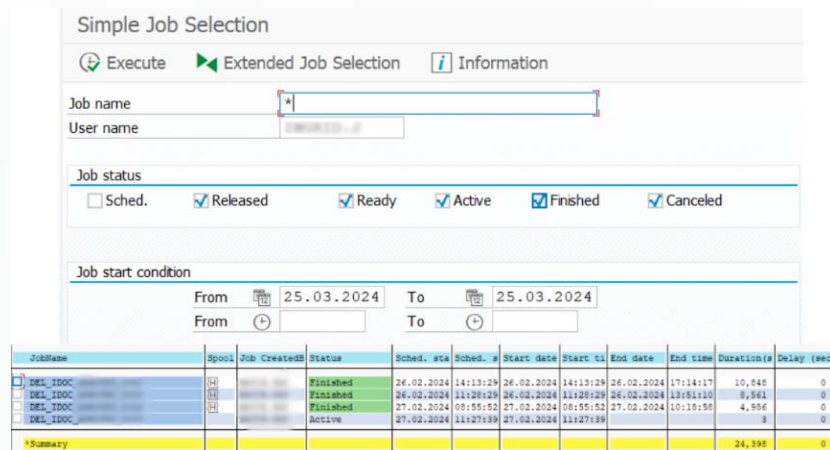 Simple Job Selection
Execute Extended Job Selection i Information
Job name *
User name
Job status
Sched. Released Ready Active Finished Canceled
Job start condition
From 25.03.2024 To 25.03.2024
From To
JobName Spool Job CreatedB Status Sched. sta Sched. s Start date Start ti End date End time Duration(s Delay (sec
DEL_IDOC Finished 26.02.2024 14:13:29 26.02.2024 14:13:29 26.02.2024 17:14:17 10,848 0
DEL_IDOC Finished 26.02.2024 11:28:29 26.02.2024 11:28:29 26.02.2024 13:51:10 8,561 0
DEL_IDOC Finished 27.02.2024 08:55:52 27.02.2024 08:55:52 27.02.2024 10:18:58 4,986 0
DEL_IDOC Active 27.02.2024 11:27:39 27.02.2024 11:27:39 3 0
*Summary 24,398 0